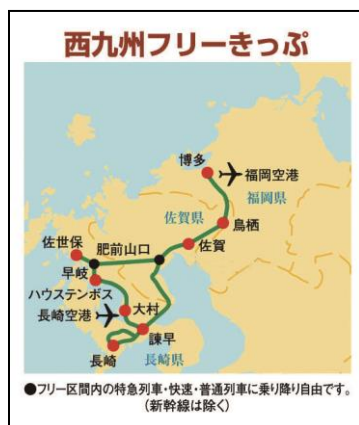 西九州フリーきっぷ
博多
福岡空港
福岡県
佐世保
肥前山口
佐賀県
鳥栖
佐賀
早岐
ハウステンボス
長崎空港
大村
諫早
長崎
長崎県
●フリー区間内の特急列車・快速・普通列車に乗り降り自由です。
(新幹線は除く)